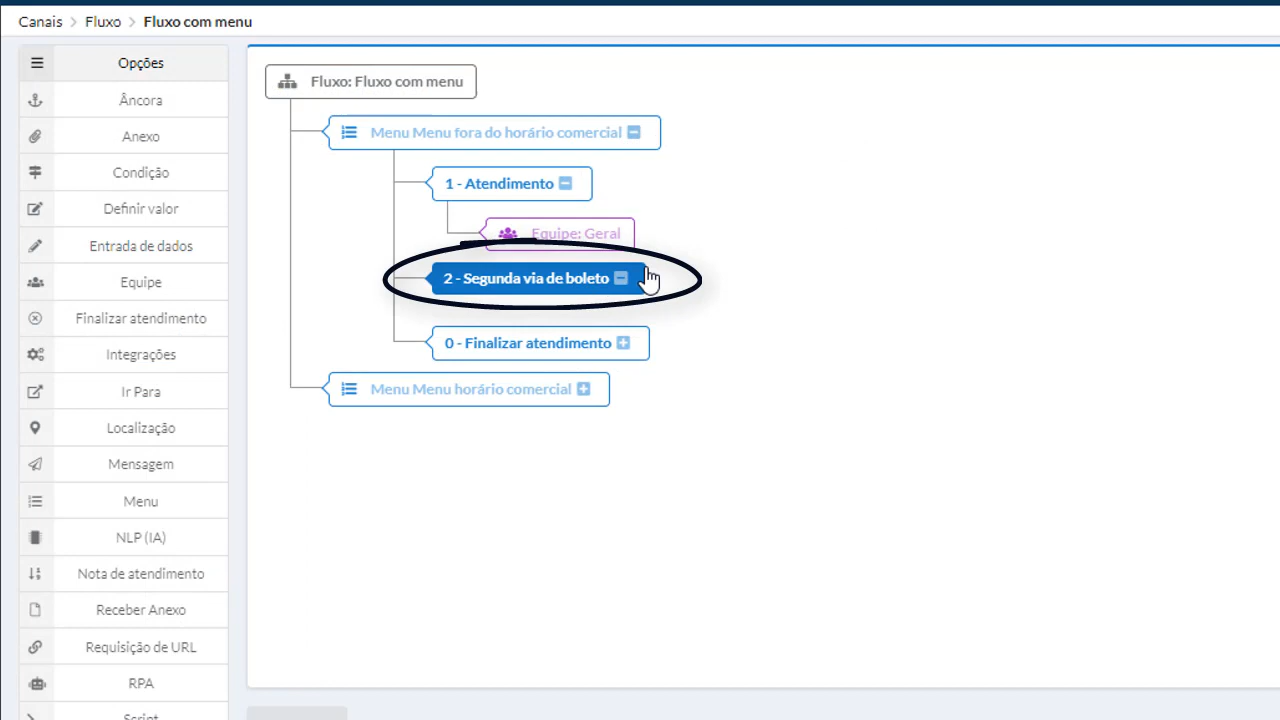 Canais > Fluxo > Fluxo com menu
Opções
Âncora
Anexo
Condição
Definir valor
Entrada de dados
Equipe
Finalizar atendimento
Integrações
Ir Para
Localização
Mensagem
Menu
NLP (IA)
Nota de atendimento
Receber Anexo
Requisição de URL
RPA
Script
Fluxo: Fluxo com menu
Menu Menu fora do horário comercial
1 - Atendimento
Equipe: Geral
2 - Segunda via de boleto
0 - Finalizar atendimento
Menu Menu horário comercial